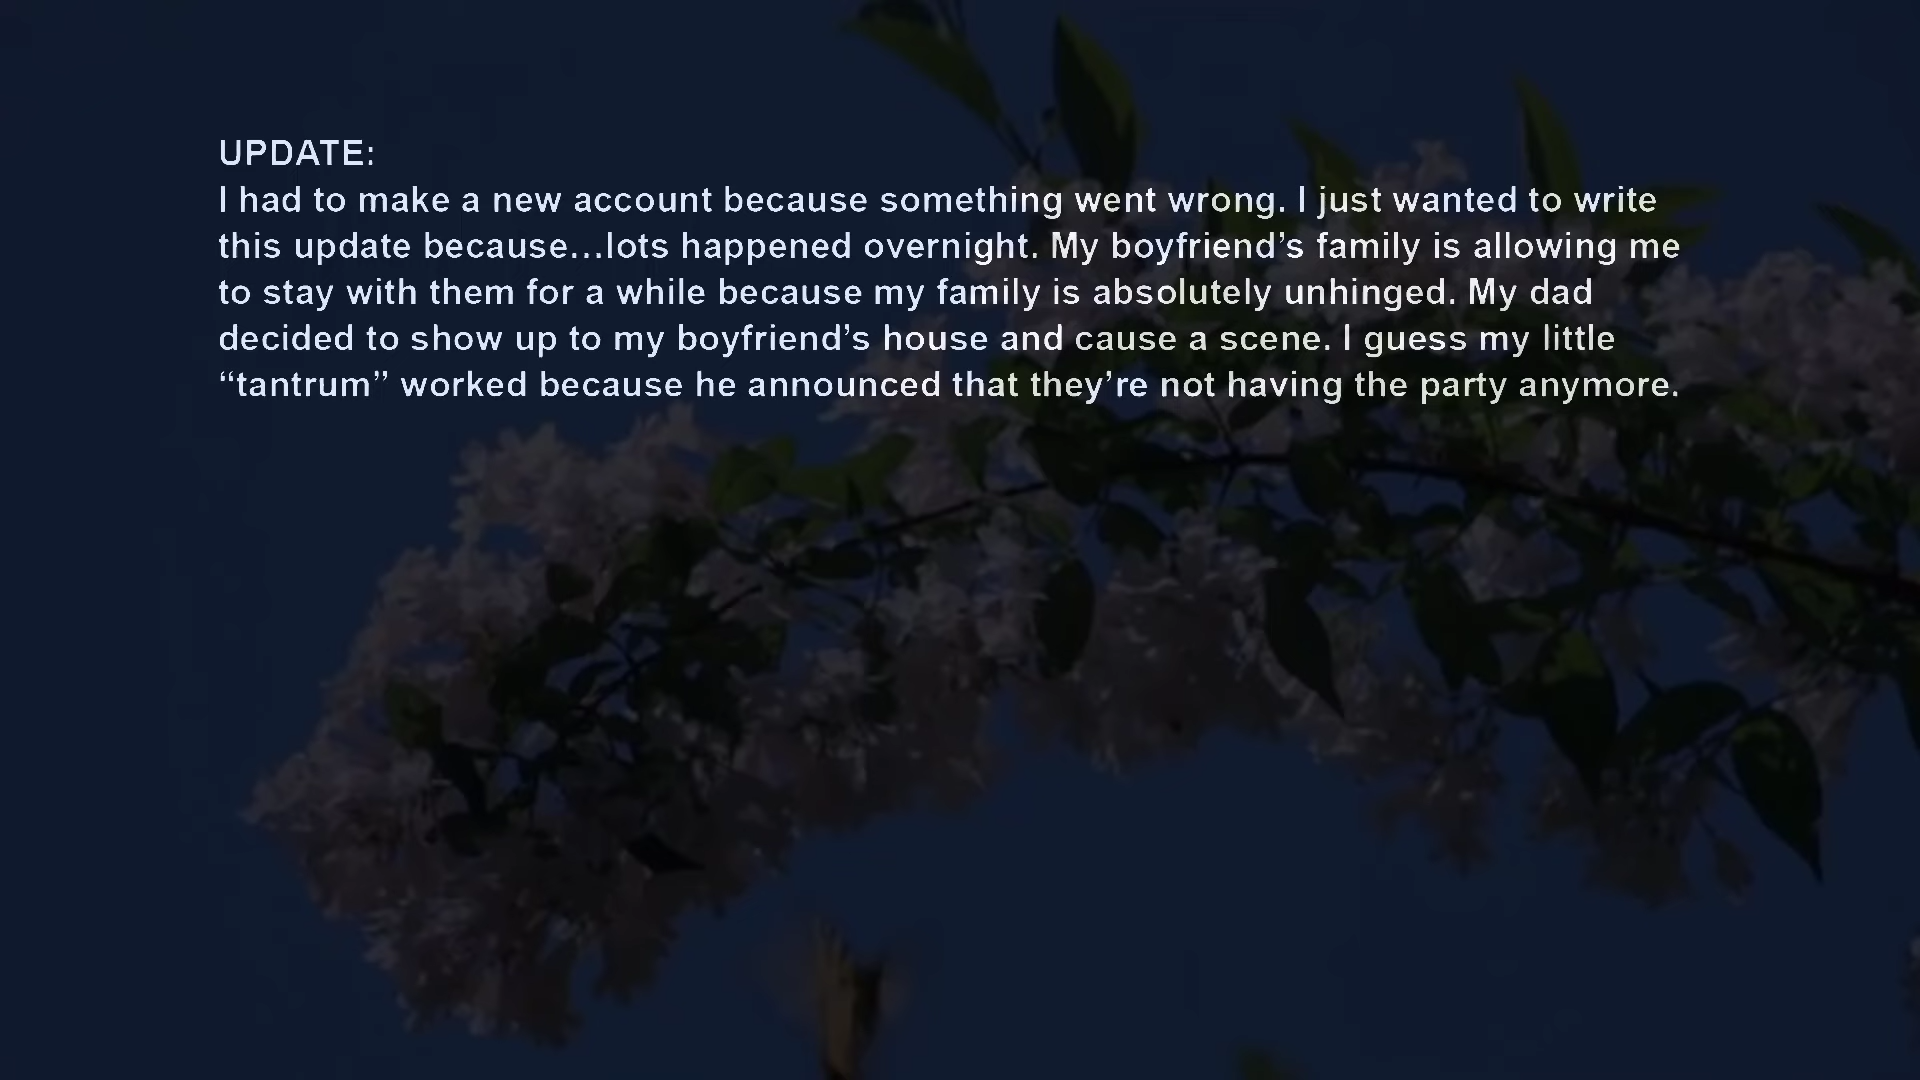 UPDATE:
I had to make a new account because something went wrong. I just wanted to write
this update because...lots happened overnight. My boyfriend’s family is allowing me
to stay with them for a while because my family is absolutely unhinged. My dad
decided to show up to my boyfriend’s house and cause a scene. I guess my little
“tantrum” worked because he announced that they’re not having the party anymore.